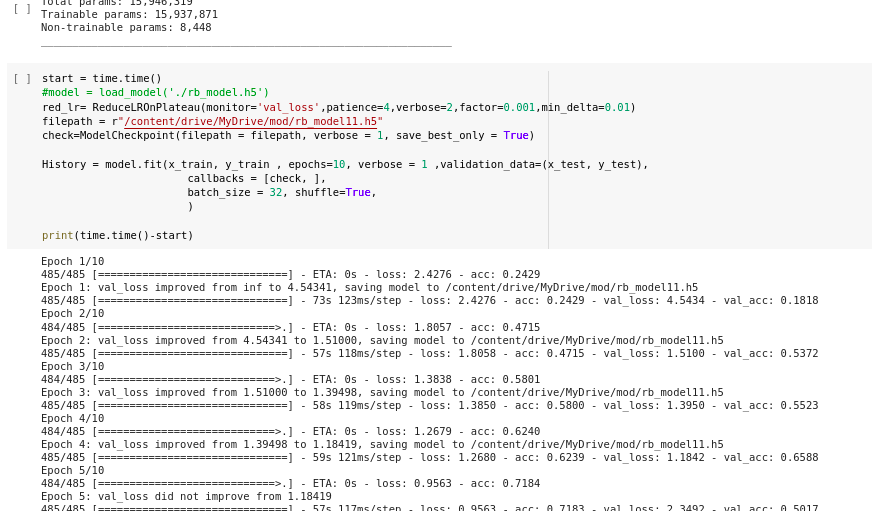 Total params: 15,946,319
[ ] Trainable params: 15,937,871
Non-trainable params: 8,448
_________________________________________________________________
[ ] start = time.time()
#model = load_model('./rb_model.h5')
red_lr= ReduceLROnPlateau(monitor='val_loss',patience=4,verbose=2,factor=0.001,min_delta=0.01)
filepath = r"/content/drive/MyDrive/mod/rb_model11.h5"
check=ModelCheckpoint(filepath = filepath, verbose = 1, save_best_only = True)
History = model.fit(x_train, y_train , epochs=10, verbose = 1 ,validation_data=(x_test, y_test),
callbacks = [check, ],
batch_size = 32, shuffle=True,
)
print(time.time()-start)
Epoch 1/10
485/485 [==============================] - ETA: 0s - loss: 2.4276 - acc: 0.2429
Epoch 1: val_loss improved from inf to 4.54341, saving model to /content/drive/MyDrive/mod/rb_model11.h5
485/485 [==============================] - 73s 123ms/step - loss: 2.4276 - acc: 0.2429 - val_loss: 4.5434 - val_acc: 0.1818
Epoch 2/10
484/485 [============================>.] - ETA: 0s - loss: 1.8057 - acc: 0.4715
Epoch 2: val_loss improved from 4.54341 to 1.51000, saving model to /content/drive/MyDrive/mod/rb_model11.h5
485/485 [==============================] - 57s 118ms/step - loss: 1.8058 - acc: 0.4715 - val_loss: 1.5100 - val_acc: 0.5372
Epoch 3/10
484/485 [============================>.] - ETA: 0s - loss: 1.3838 - acc: 0.5801
Epoch 3: val_loss improved from 1.51000 to 1.39498, saving model to /content/drive/MyDrive/mod/rb_model11.h5
485/485 [==============================] - 58s 119ms/step - loss: 1.3850 - acc: 0.5800 - val_loss: 1.3950 - val_acc: 0.5523
Epoch 4/10
484/485 [============================>.] - ETA: 0s - loss: 1.2679 - acc: 0.6240
Epoch 4: val_loss improved from 1.39498 to 1.18419, saving model to /content/drive/MyDrive/mod/rb_model11.h5
485/485 [==============================] - 59s 121ms/step - loss: 1.2680 - acc: 0.6239 - val_loss: 1.1842 - val_acc: 0.6588
Epoch 5/10
484/485 [============================>.] - ETA: 0s - loss: 0.9563 - acc: 0.7184
Epoch 5: val_loss did not improve from 1.18419
485/485 [==============================] - 57s 117ms/step - loss: 0.9563 - acc: 0.7183 - val_loss: 2.3492 - val_acc: 0.5017